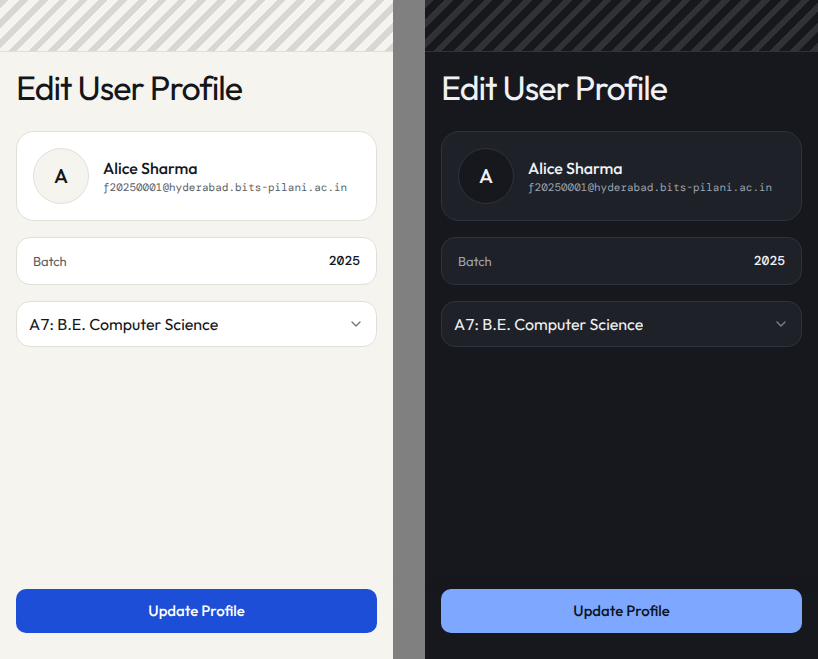 Edit User Profile
A
Alice Sharma
f20250001@hyderabad.bits-pilani.ac.in
Batch
2025
A7: B.E. Computer Science
Update Profile
Edit User Profile
A
Alice Sharma
f20250001@hyderabad.bits-pilani.ac.in
Batch
2025
A7: B.E. Computer Science
Update Profile